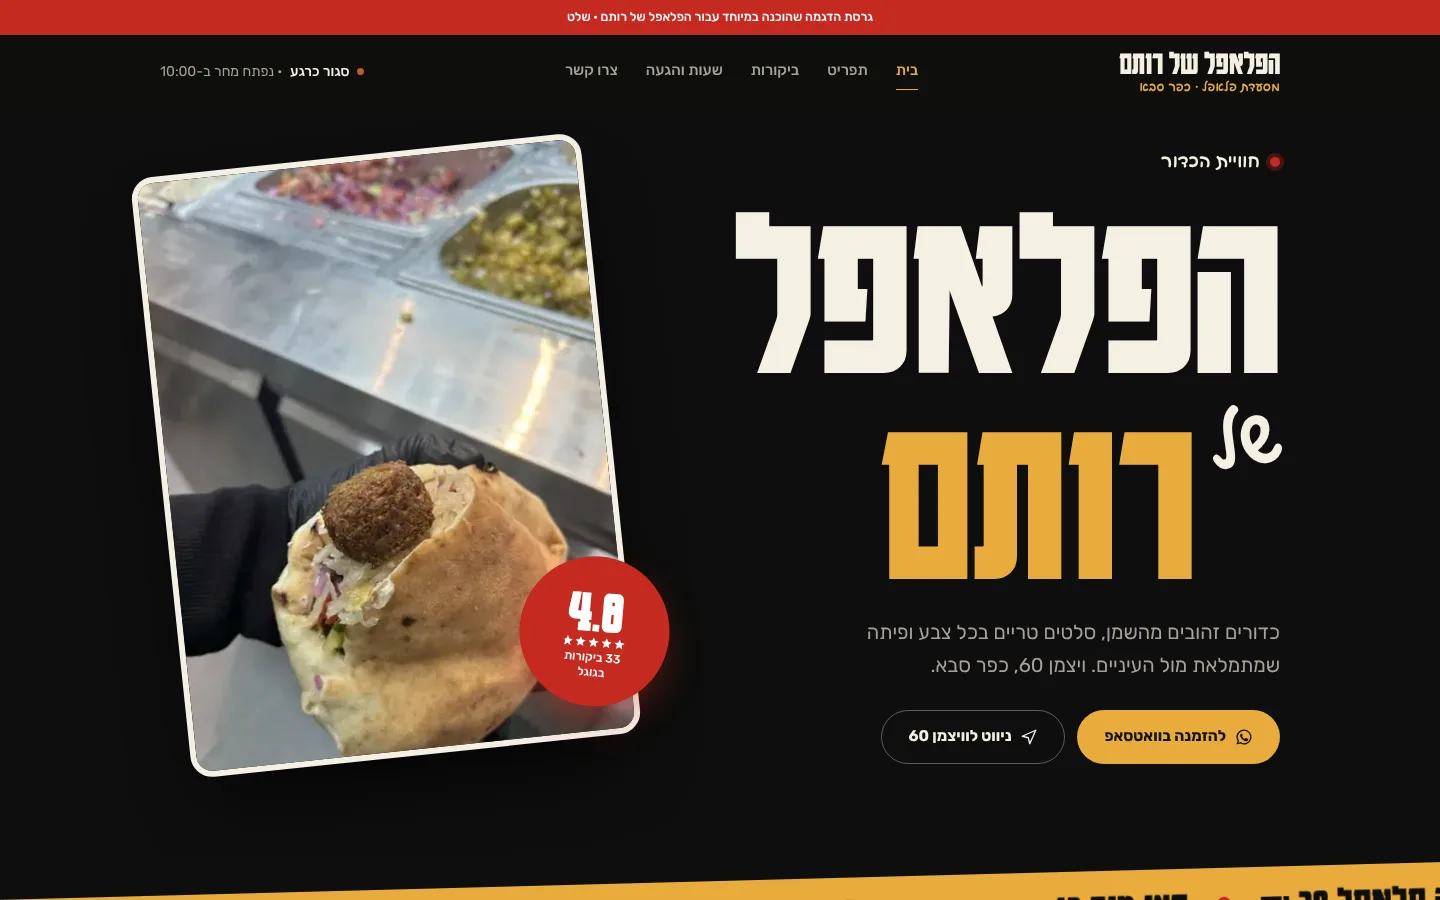 גרסת הדגמה שהוכנה במיוחד עבור הפלאפל של רותם • שלט
הפלאפל של רותם
מסעדת פלאפל · כפר סבא
בית
תפריט
ביקורות
שעות והגעה
צרו קשר
סגור כרגע · נפתח מחר ב-10:00
חוויית הכדור
הפלאפל
של
רותם
כדורים זהובים מהשמן, סלטים טריים בכל צבע ופיתה
שמתמלאת מול העיניים. ויצמן 60, כפר סבא.
להזמנה בוואטסאפ
ניווט לוויצמן 60
4.8
★★★★★
33 ביקורות
בגוגל